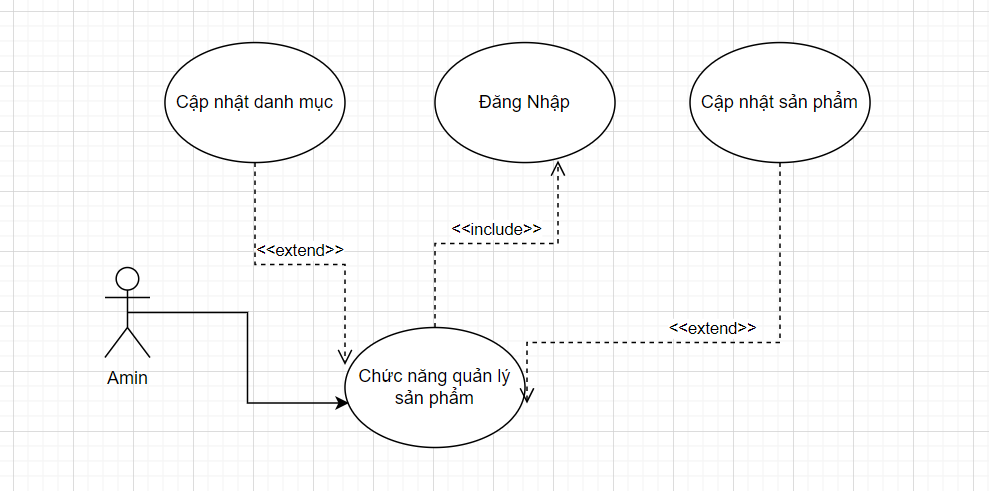 Cập nhật danh mục
Đăng Nhập
Cập nhật sản phẩm
<<include>>
<<extend>>
<<extend>>
Amin
Chức năng quản lý
sản phẩm